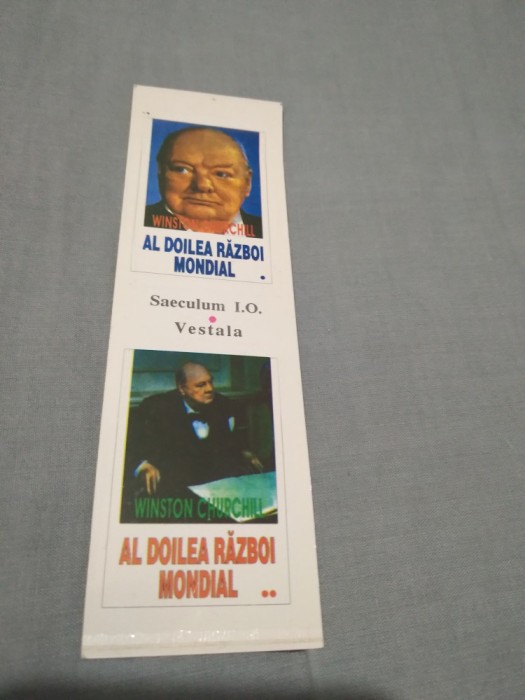 WINSTON CHURCHILL
AL DOILEA RĂZBOI
MONDIAL .
Saeculum I.O.
•
Vestala
WINSTON CHURCHILL
AL DOILEA RĂZBOI
MONDIAL ••